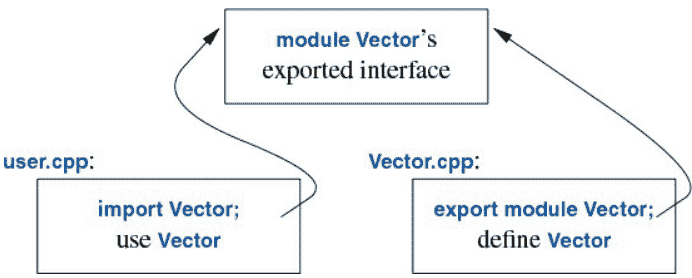 module Vector’s
exported interface
user.cpp:
Vector.cpp:
import Vector;
use Vector
export module Vector;
define Vector